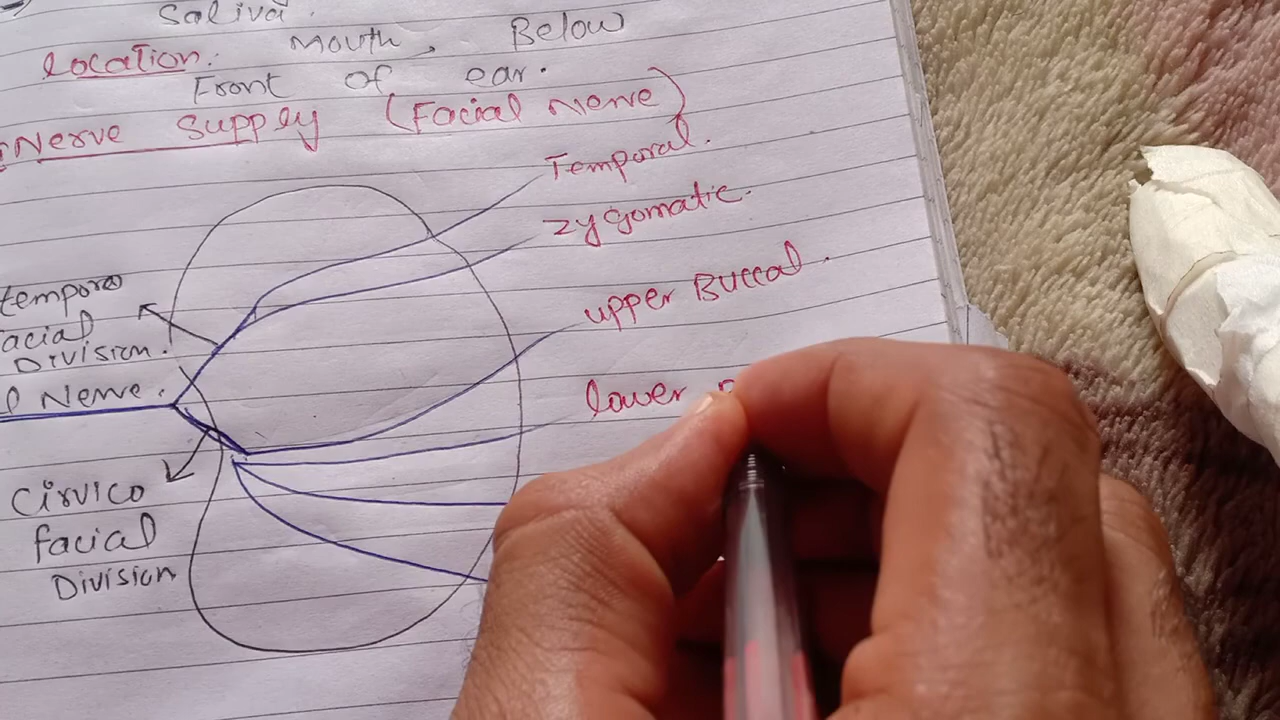 Saliva.
Location: Mouth, Below
Front of ear.
Nerve supply (Facial Nerve)
Temporal.
zygomatic.
upper Buccal.
tempora
acial
Division.
l Nerve.
lower
Cirvico
facial
Division